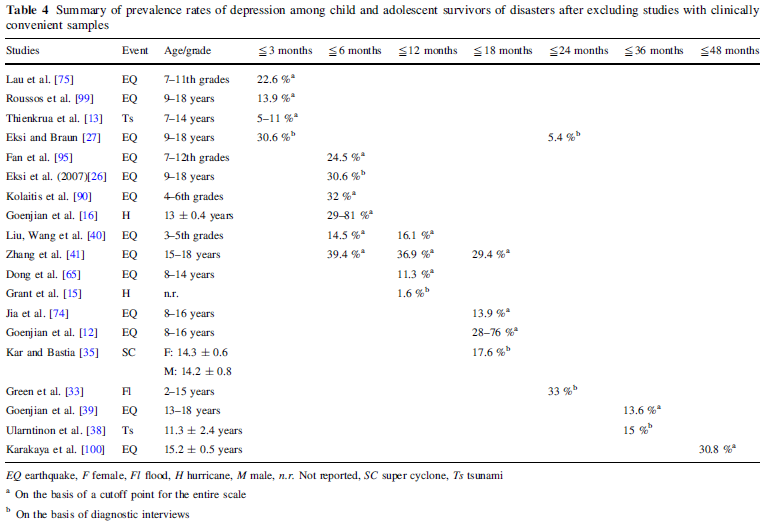 Table 4 Summary of prevalence rates of depression among child and adolescent survivors of disasters after excluding studies with clinically
convenient samples
Studies Event Age/grade ≦3 months ≦6 months ≦12 months ≦18 months ≦24 months ≦36 months ≦48 months
Lau et al. [75] EQ 7–11th grades 22.6 %a
Roussos et al. [99] EQ 9–18 years 13.9 %a
Thienkrua et al. [13] Ts 7–14 years 5–11 %a
Eksi and Braun [27] EQ 9–18 years 30.6 %b 5.4 %b
Fan et al. [95] EQ 7–12th grades 24.5 %a
Eksi et al. (2007)[26] EQ 9–18 years 30.6 %b
Kolaitis et al. [90] EQ 4–6th grades 32 %a
Goenjian et al. [16] H 13 ± 0.4 years 29–81 %a
Liu, Wang et al. [40] EQ 3–5th grades 14.5 %a 16.1 %a
Zhang et al. [41] EQ 15–18 years 39.4 %a 36.9 %a 29.4 %a
Dong et al. [65] EQ 8–14 years 11.3 %a
Grant et al. [15] H n.r. 1.6 %b
Jia et al. [74] EQ 8–16 years 13.9 %a
Goenjian et al. [12] EQ 8–16 years 28–76 %a
Kar and Bastia [35] SC F: 14.3 ± 0.6 17.6 %b
M: 14.2 ± 0.8
Green et al. [33] Fl 2–15 years 33 %b
Goenjian et al. [39] EQ 13–18 years 13.6 %a
Ularntinon et al. [38] Ts 11.3 ± 2.4 years 15 %b
Karakaya et al. [100] EQ 15.2 ± 0.5 years 30.8 %a
EQ earthquake, F female, Fl flood, H hurricane, M male, n.r. Not reported, SC super cyclone, Ts tsunami
a On the basis of a cutoff point for the entire scale
b On the basis of diagnostic interviews